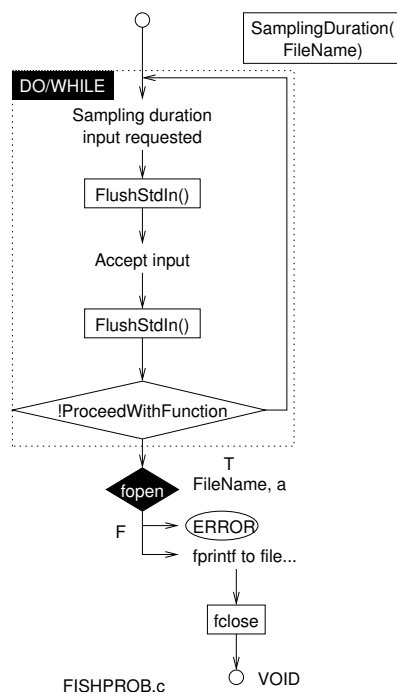 SamplingDuration(
FileName)
DO/WHILE
Sampling duration
input requested
FlushStdIn()
Accept input
FlushStdIn()
!ProceedWithFunction
T
fopen
FileName, a
F
ERROR
fprintf to file...
fclose
VOID
FISHPROB.c